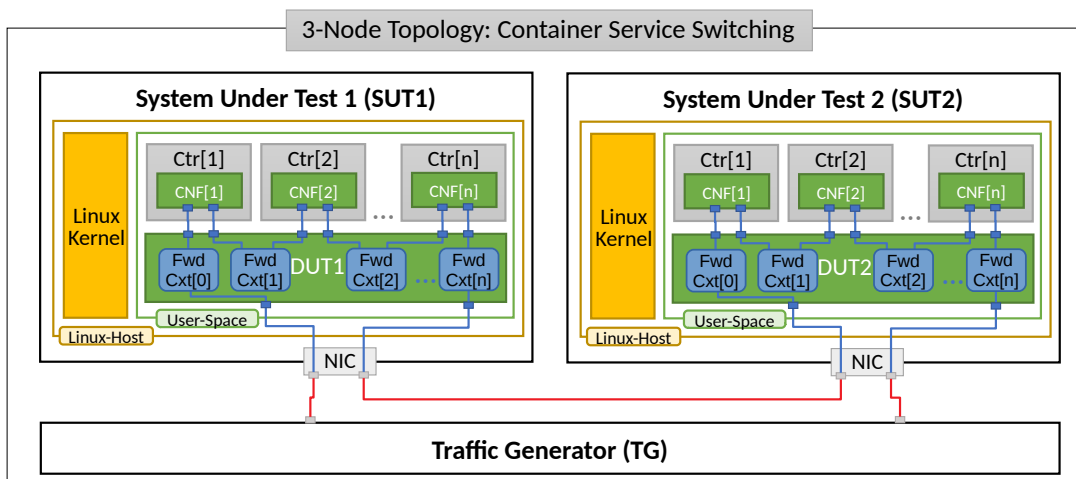 3-Node Topology: Container Service Switching
System Under Test 1 (SUT1)
Linux
Kernel
Ctr[1]
CNF[1]
Ctr[2]
CNF[2]
...
Ctr[n]
CNF[n]
DUT1
Fwd
Cxt[0]
Fwd
Cxt[1]
Fwd
Cxt[2]
...
Fwd
Cxt[n]
User-Space
Linux-Host
NIC
System Under Test 2 (SUT2)
Linux
Kernel
Ctr[1]
CNF[1]
Ctr[2]
CNF[2]
...
Ctr[n]
CNF[n]
DUT2
Fwd
Cxt[0]
Fwd
Cxt[1]
Fwd
Cxt[2]
...
Fwd
Cxt[n]
User-Space
Linux-Host
NIC
Traffic Generator (TG)